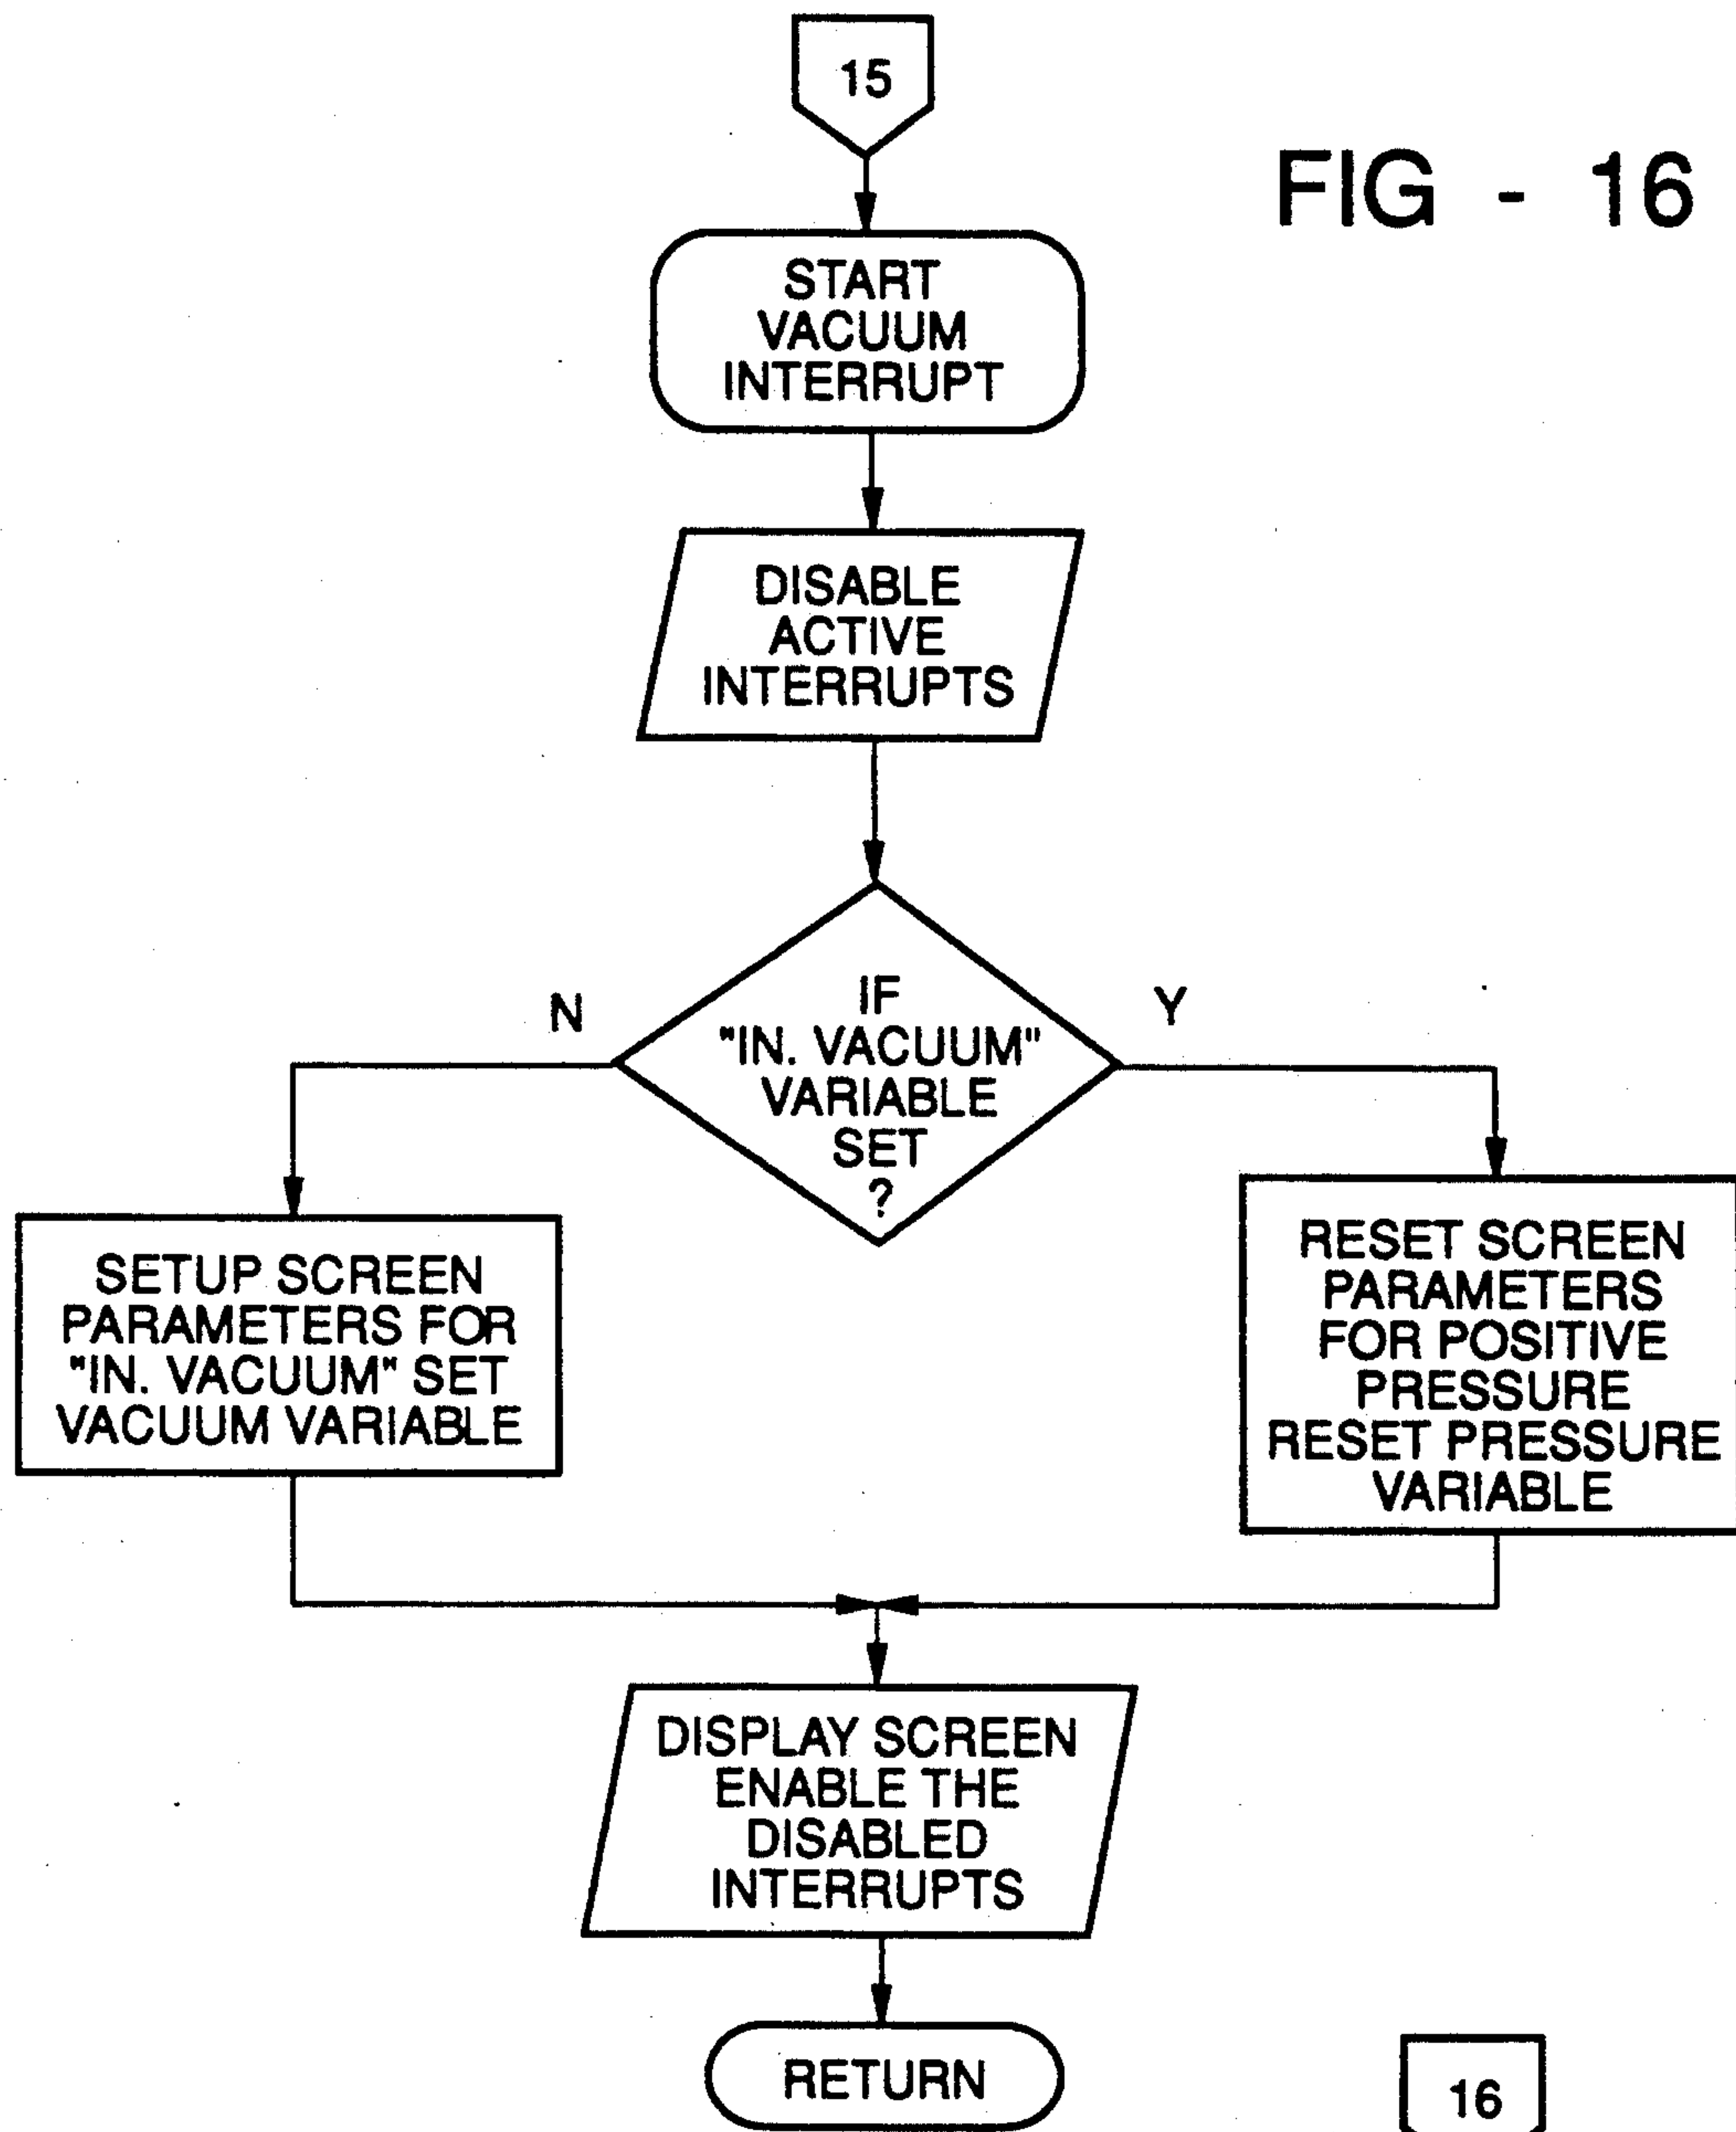 15
FIG - 16
START
VACUUM
INTERRUPT
DISABLE
ACTIVE
INTERRUPTS
N
IF
"IN. VACUUM"
VARIABLE
SET
?
Y
SETUP SCREEN
PARAMETERS FOR
"IN. VACUUM" SET
VACUUM VARIABLE
RESET SCREEN
PARAMETERS
FOR POSITIVE
PRESSURE
RESET PRESSURE
VARIABLE
DISPLAY SCREEN
ENABLE THE
DISABLED
INTERRUPTS
RETURN
16